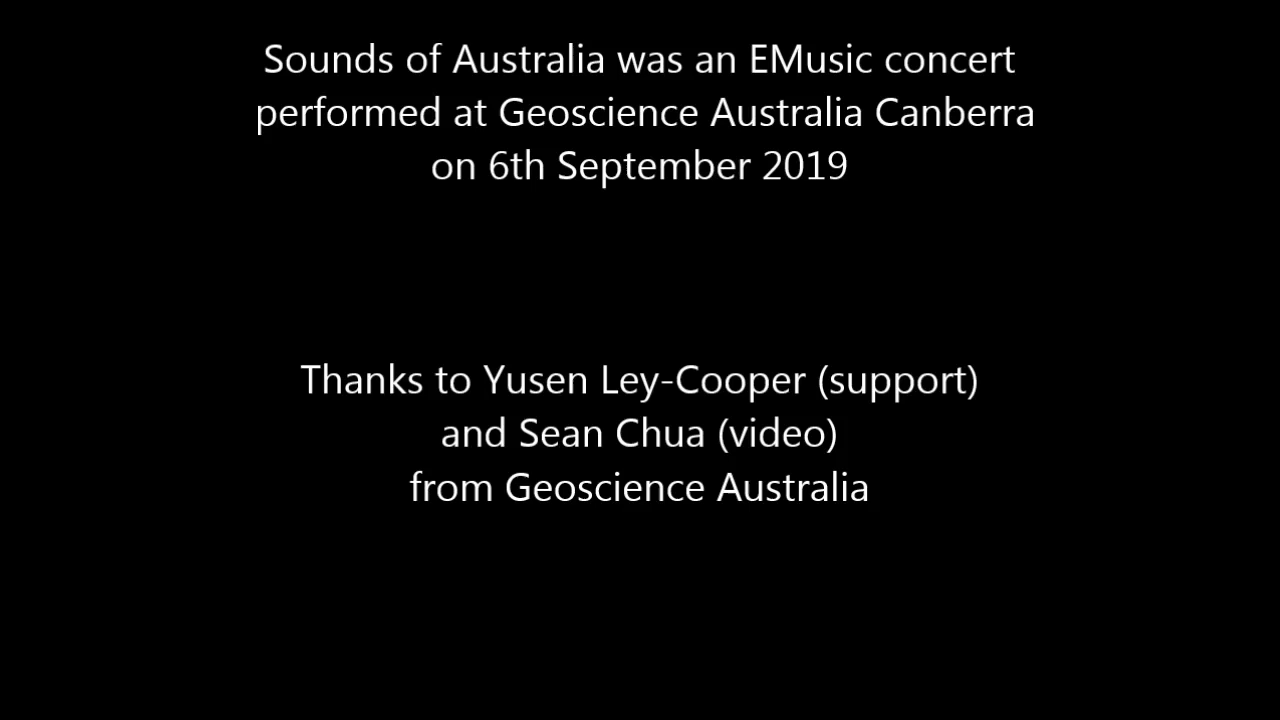 Sounds of Australia was an EMusic concert
performed at Geoscience Australia Canberra
on 6th September 2019
Thanks to Yusen Ley-Cooper (support)
and Sean Chua (video)
from Geoscience Australia